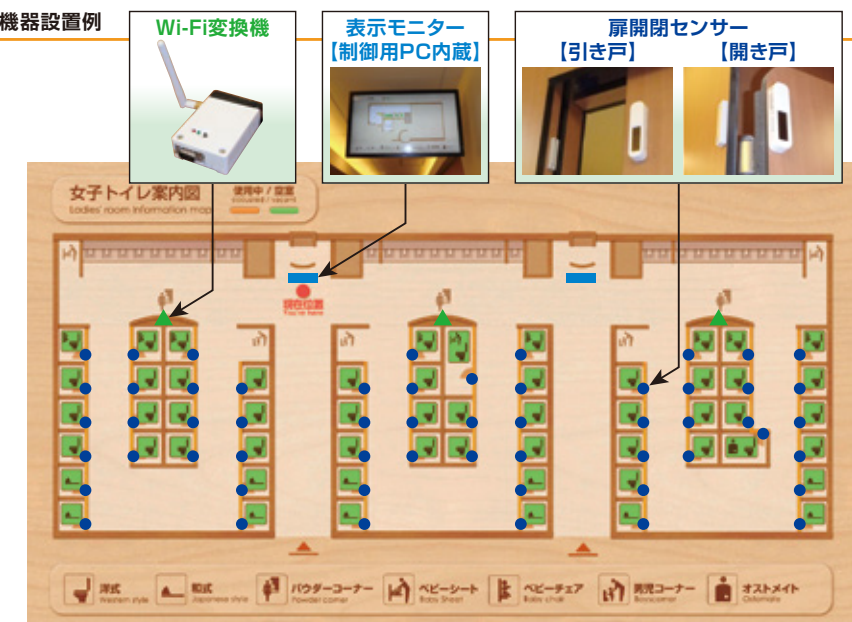 機器設置例
Wi-Fi変換機
表示モニター
【制御用PC内蔵】
扉開閉センサー
【引き戸】 【開き戸】
女子トイレ案内図
Ladies' room information map
使用中 / 空室
occupied / vacant
現在位置
You're here
洋式
Western style
和式
Japanese style
パウダーコーナー
Powder corner
ベビーシート
Baby Sheet
ベビーチェア
Baby chair
男児コーナー
Boyscorner
オストメイト
Ostomate